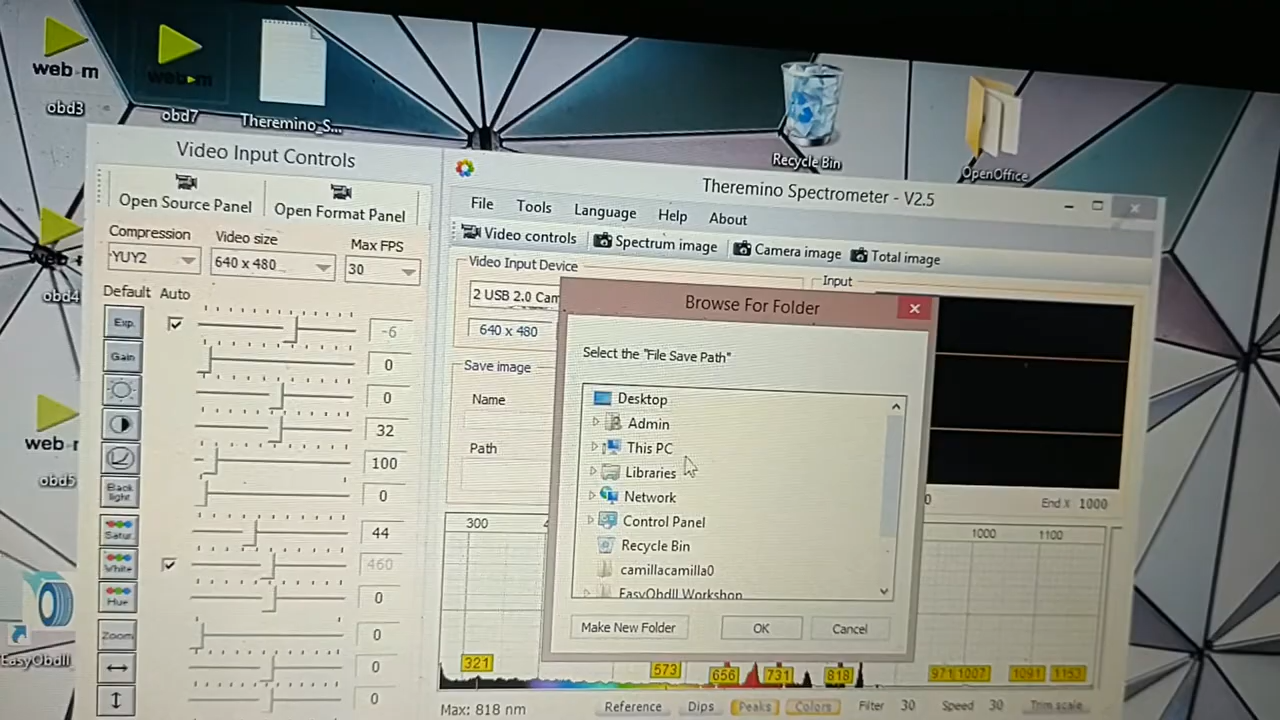 web m
obd3
web m
obd7
Theremino_S...
Recycle Bin
OpenOffice
obd4
web
obd5
EasyObdII
Video Input Controls
Open Source Panel
Open Format Panel
Compression
Video size
Max FPS
YUY2
640 x 480
30
Default
Auto
Exp.
-6
Gain
0
0
32
100
Back
light
0
Satur.
44
White
460
Hue
0
Zoom
0
0
0
Theremino Spectrometer - V2.5
File
Tools
Language
Help
About
Video controls
Spectrum image
Camera image
Total image
Video Input Device
Input
2 USB 2.0 Cam
640 x 480
Save image
Name
Path
Browse For Folder
Select the "File Save Path"
Desktop
Admin
This PC
Libraries
Network
Control Panel
Recycle Bin
camillacamilla0
EasyObdII Workshop
Make New Folder
OK
Cancel
0
End X 1000
300
4
1000
1100
321
573
656
731
818
971
1007
1091
1153
Max: 818 nm
Reference
Dips
Peaks
Colors
Filter 30
Speed 30
Trim scale